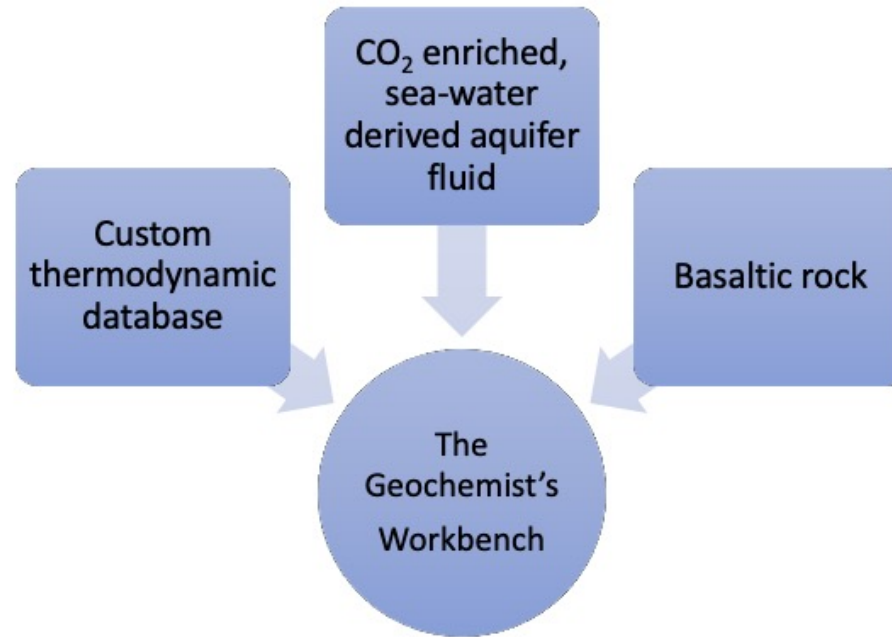 CO₂ enriched,
sea-water
derived aquifer
fluid
Custom
thermodynamic
database
Basaltic rock
The
Geochemist’s
Workbench